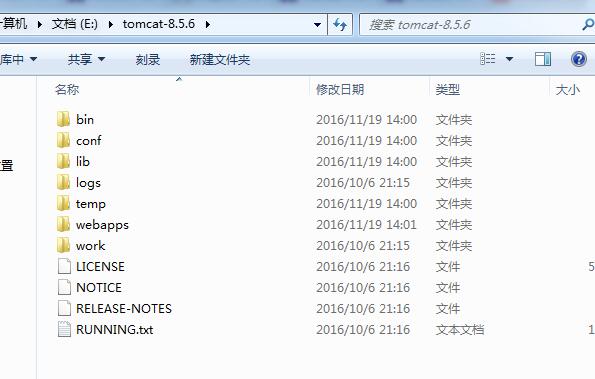 计算机 ▸ 文档 (E:) ▸ tomcat-8.5.6 ▸ 搜索 tomcat-8.5.6
库中 共享 刻录 新建文件夹
名称 修改日期 类型 大小
bin 2016/11/19 14:00 文件夹
conf 2016/11/19 14:00 文件夹
lib 2016/11/19 14:00 文件夹
logs 2016/10/6 21:15 文件夹
temp 2016/11/19 14:00 文件夹
webapps 2016/11/19 14:01 文件夹
work 2016/10/6 21:15 文件夹
LICENSE 2016/10/6 21:16 文件 5
NOTICE 2016/10/6 21:16 文件
RELEASE-NOTES 2016/10/6 21:16 文件
RUNNING.txt 2016/10/6 21:16 文本文档 1
置